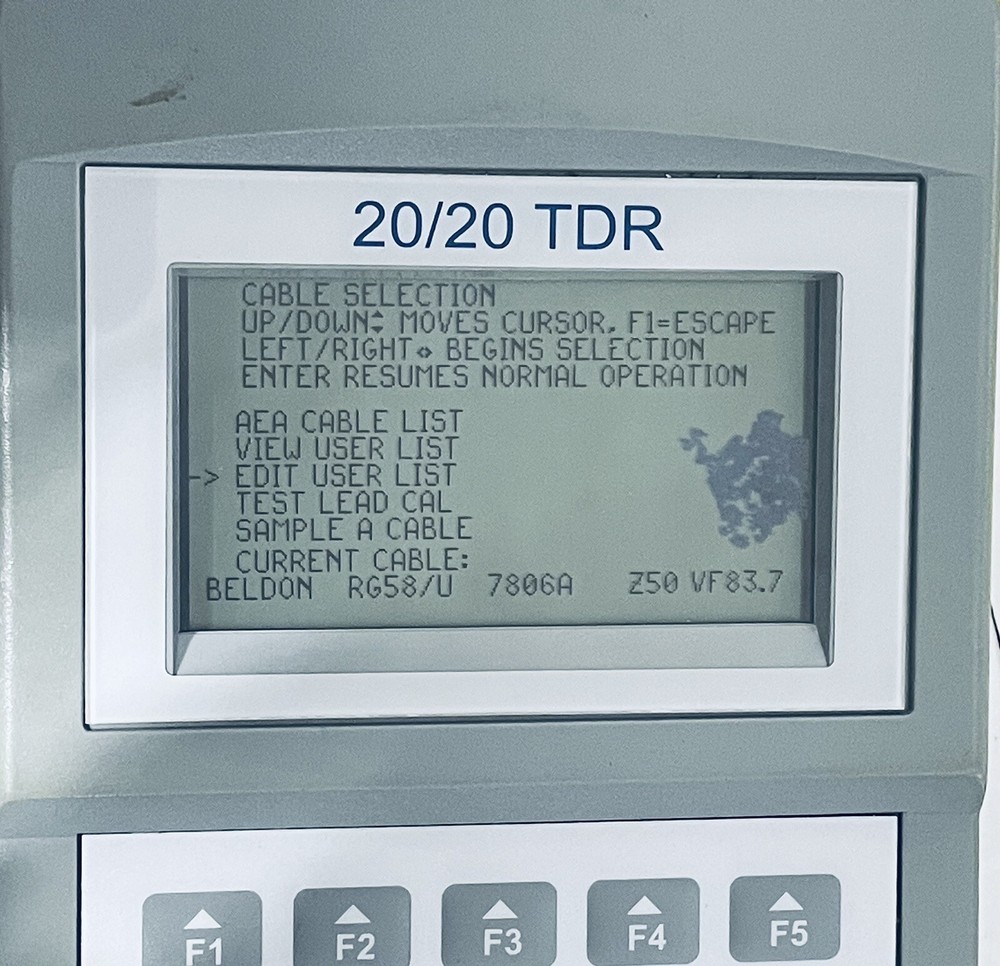 20/20 TDR
CABLE SELECTION
UP/DOWN MOVES CURSOR, F1=ESCAPE
LEFT/RIGHT BEGINS SELECTION
ENTER RESUMES NORMAL OPERATION
AEA CABLE LIST
VIEW USER LIST
-> EDIT USER LIST
TEST LEAD CAL
SAMPLE A CABLE
CURRENT CABLE:
BELDON RG58/U 7806A Z50 VF83.7
F1 F2 F3 F4 F5